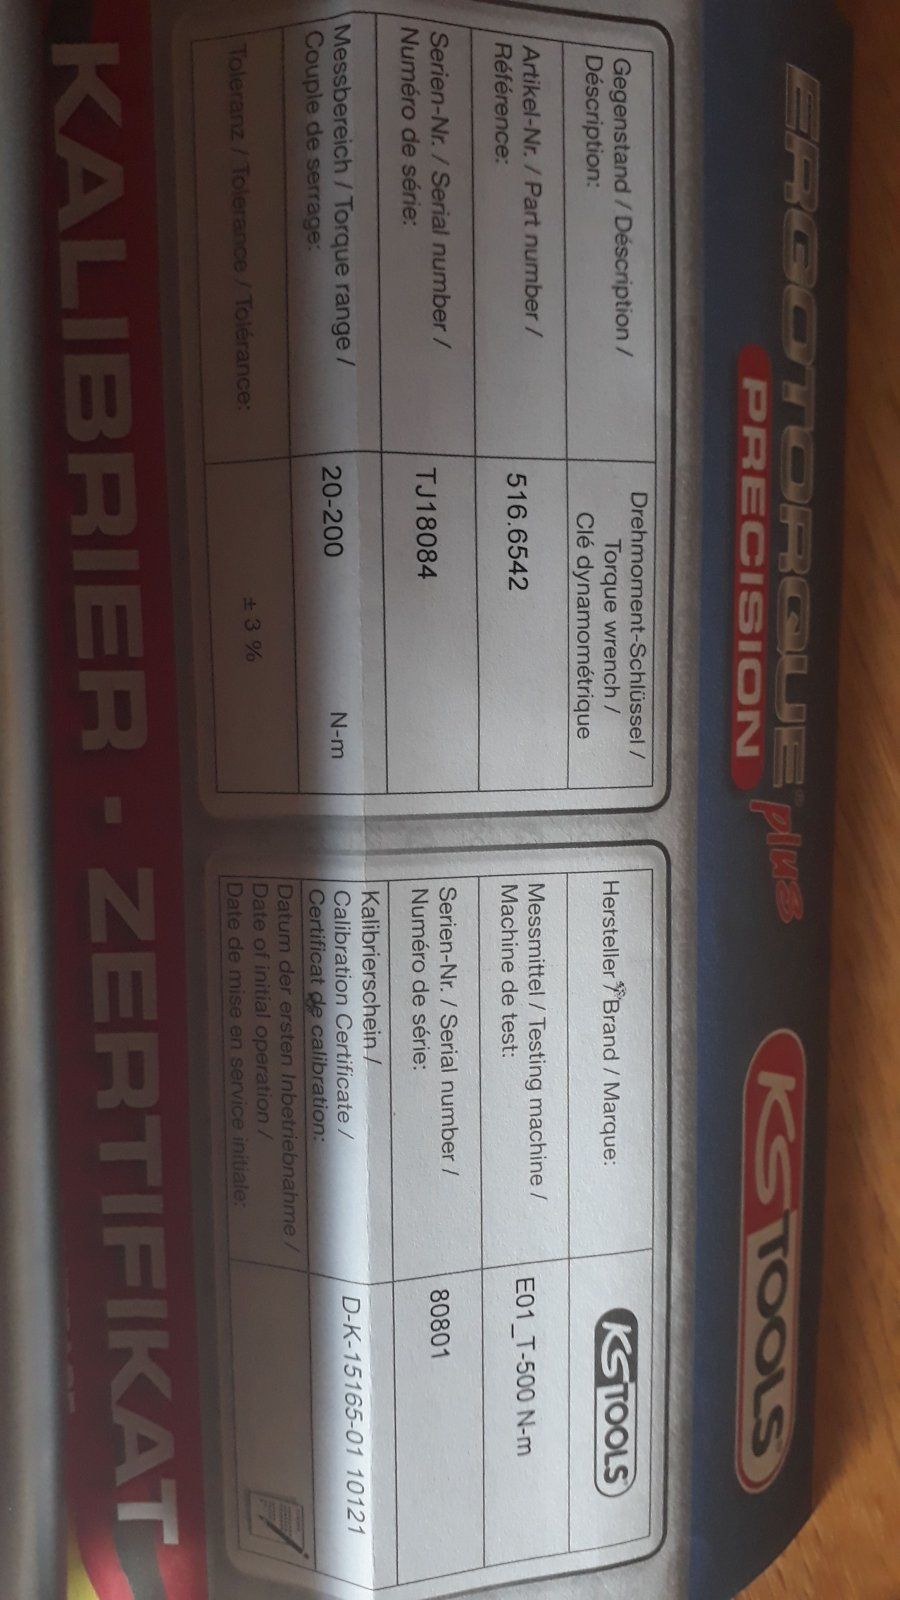 ERGOTORQUE® plus
PRECISION
KS TOOLS
Gegenstand / Déscription /
Déscription:
Drehmoment-Schlüssel /
Torque wrench /
Clé dynamométrique
Artikel-Nr. / Part number /
Référence:
516.6542
Serien-Nr. / Serial number /
Numéro de série:
TJ18084
Messbereich / Torque range /
Couple de serrage:
20-200 N-m
Toleranz / Tolerance / Tolérance:
± 3 %
Hersteller / Brand / Marque:
KS TOOLS
Messmittel / Testing machine /
Machine de test:
E01_T-500 N-m
Serien-Nr. / Serial number /
Numéro de série:
80801
Kalibrierschein /
Calibration Certificate /
Certificat de calibration:
D-K-15165-01 10121
Datum der ersten Inbetriebnahme /
Date of initial operation /
Date de mise en service initiale:
KALIBRIER - ZERTIFIKAT